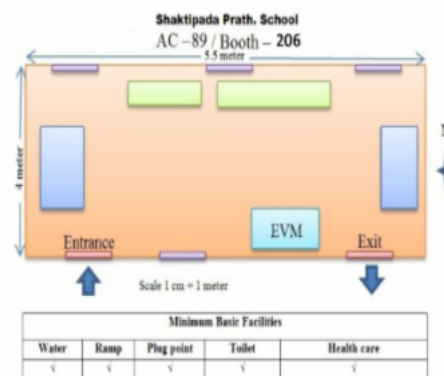 Shaktipada Prath. School
AC –89 / Booth – 206
5.5 meter
4 meter
EVM
Entrance
Exit
Scale 1 cm = 1 meter
Minimum Basic Facilities
Water Ramp Plug point Toilet Health care
√ √ √ √ √